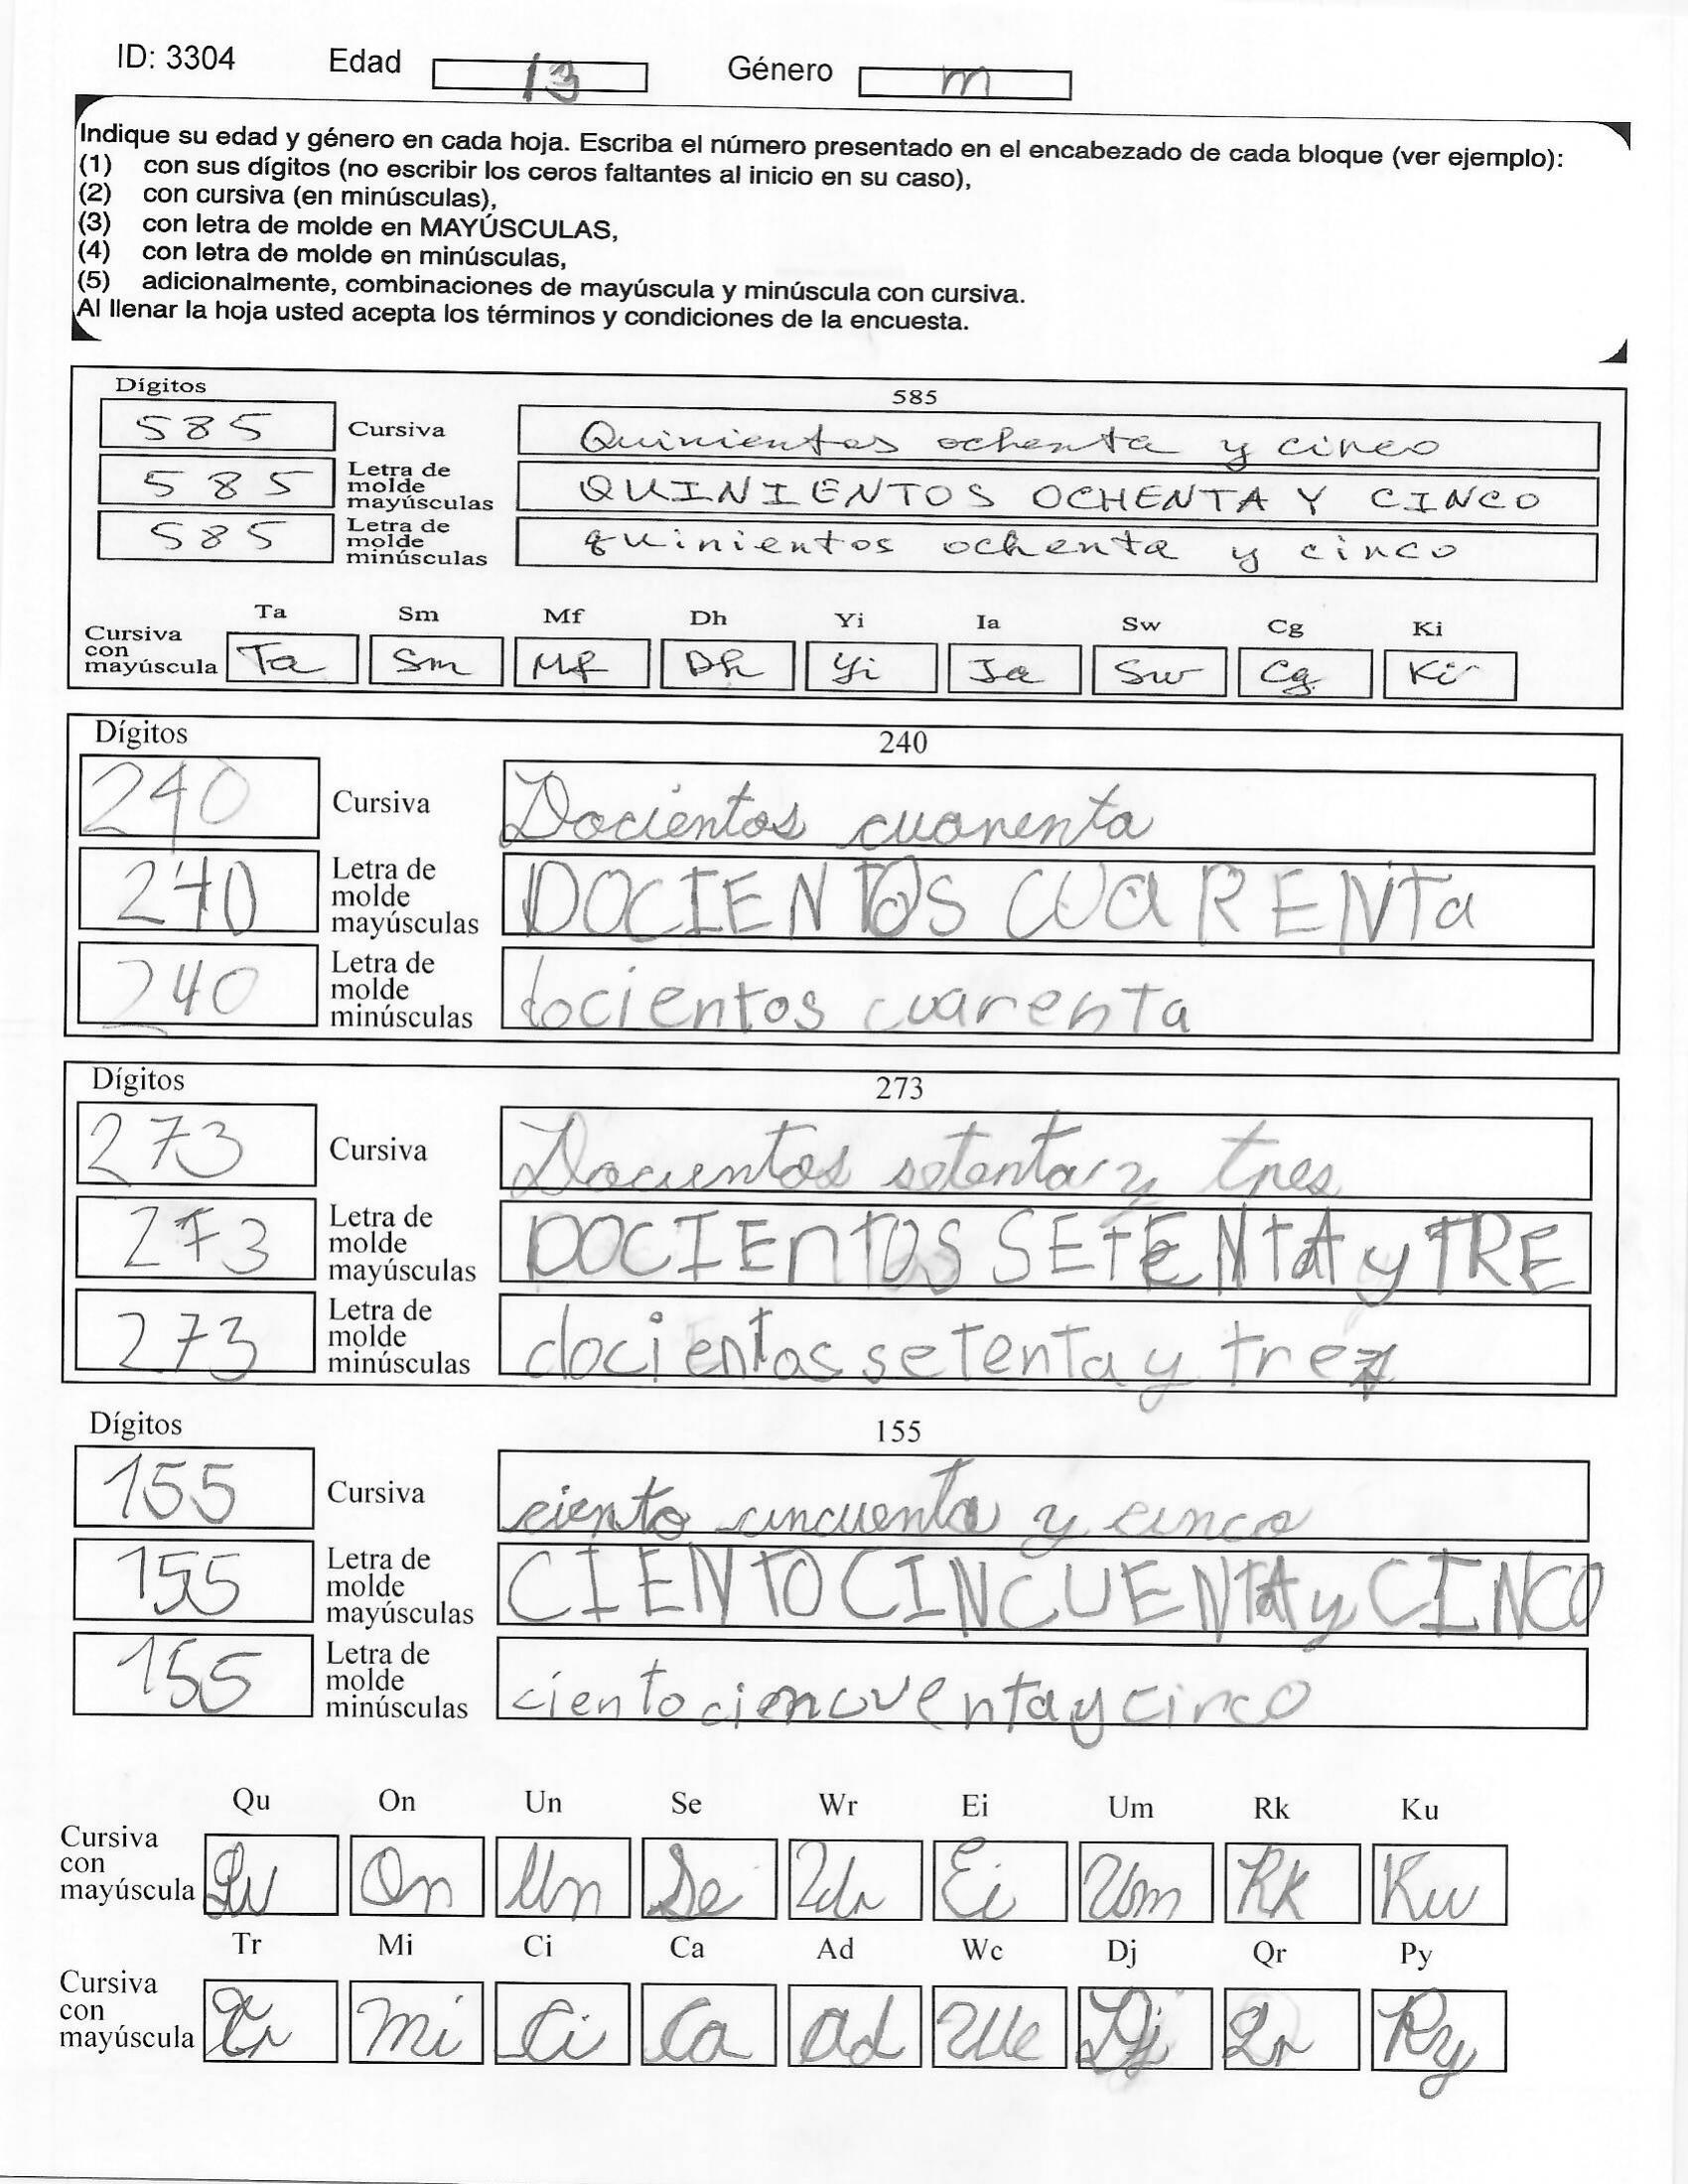 ID: 3304 Edad 13 Género m
Indique su edad y género en cada hoja. Escriba el número presentado en el encabezado de cada bloque (ver ejemplo):
(1) con sus dígitos (no escribir los ceros faltantes al inicio en su caso),
(2) con cursiva (en minúsculas),
(3) con letra de molde en MAYÚSCULAS,
(4) con letra de molde en minúsculas,
(5) adicionalmente, combinaciones de mayúscula y minúscula con cursiva.
Al llenar la hoja usted acepta los términos y condiciones de la encuesta.
Dígitos 585
585 Cursiva Quinientos ochenta y cinco
585 Letra de molde mayúsculas QUINIENTOS OCHENTA Y CINCO
585 Letra de molde minúsculas quinientos ochenta y cinco
Ta Sm Mf Dh Yi Ia Sw Cg Ki
Cursiva con mayúscula Ta Sm Mf Dh Yi Ia Sw Cg Ki
Dígitos 240
240 Cursiva Docientos cuarenta
240 Letra de molde mayúsculas DOCIENTOS CUaRENTa
240 Letra de molde minúsculas docientos cuarenta
Dígitos 273
273 Cursiva Docientos setenta y tres
273 Letra de molde mayúsculas DOCIEnTOS SETENTA y TRE
273 Letra de molde minúsculas docientos setenta y trez
Dígitos 155
155 Cursiva ciento cincuenta y cinco
155 Letra de molde mayúsculas CIENTO CINCUENTA y CINCO
155 Letra de molde minúsculas ciento ciencuenta y cinco
Qu On Un Se Wr Ei Um Rk Ku
Cursiva con mayúscula Qu On Un Se Wr Ei Um Rk Ku
Tr Mi Ci Ca Ad Wc Dj Qr Py
Cursiva con mayúscula Tr Mi Ci Ca Ad Wc Dj Qr Py